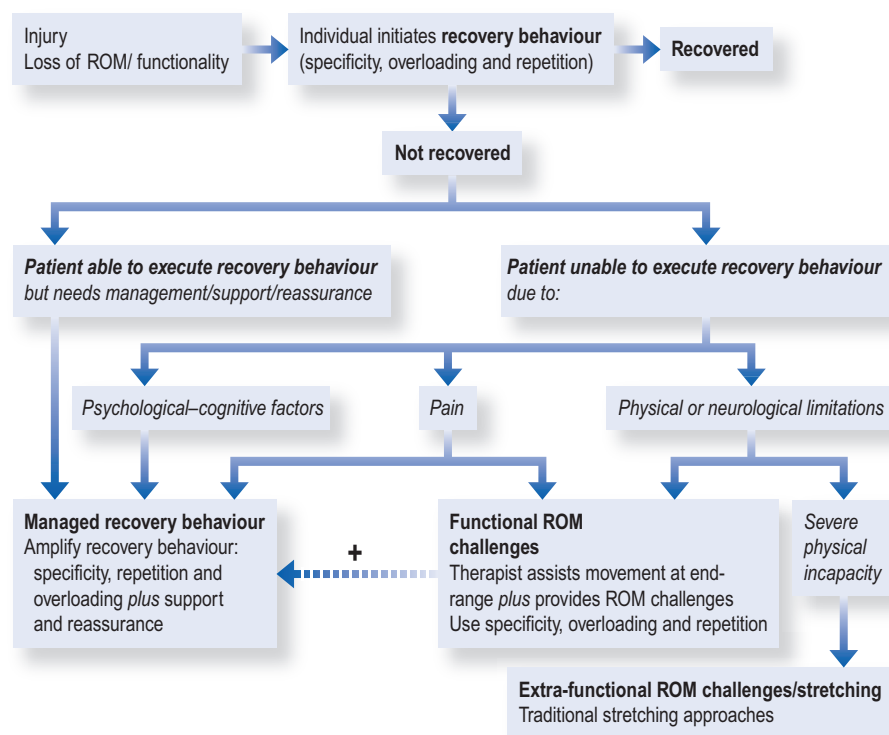 Injury
Loss of ROM/ functionality
Individual initiates recovery behaviour
(specificity, overloading and repetition)
Recovered
Not recovered
Patient able to execute recovery behaviour
but needs management/support/reassurance
Patient unable to execute recovery behaviour
due to:
Psychological–cognitive factors
Pain
Physical or neurological limitations
Managed recovery behaviour
Amplify recovery behaviour:
specificity, repetition and
overloading plus support
and reassurance
+
Functional ROM
challenges
Therapist assists movement at end-
range plus provides ROM challenges
Use specificity, overloading and repetition
Severe
physical
incapacity
Extra-functional ROM challenges/stretching
Traditional stretching approaches